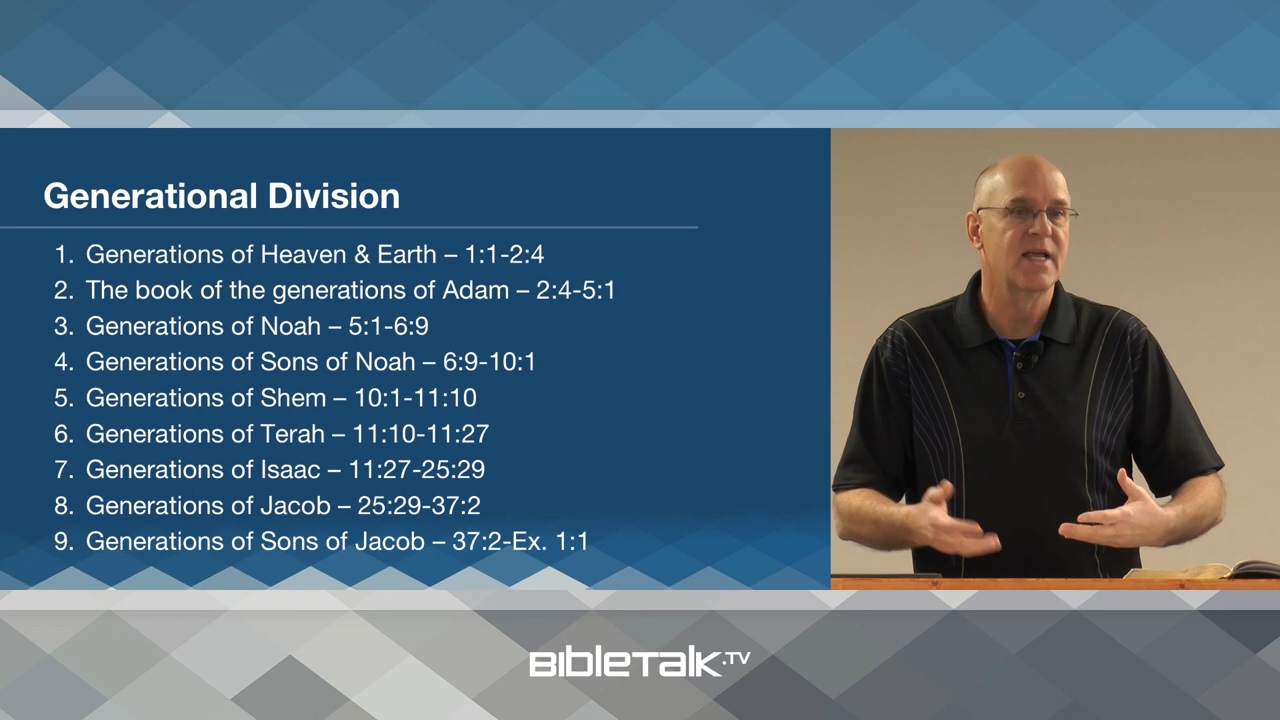 Generational Division
1. Generations of Heaven & Earth – 1:1-2:4
2. The book of the generations of Adam – 2:4-5:1
3. Generations of Noah – 5:1-6:9
4. Generations of Sons of Noah – 6:9-10:1
5. Generations of Shem – 10:1-11:10
6. Generations of Terah – 11:10-11:27
7. Generations of Isaac – 11:27-25:29
8. Generations of Jacob – 25:29-37:2
9. Generations of Sons of Jacob – 37:2-Ex. 1:1
BibleTalk.TV